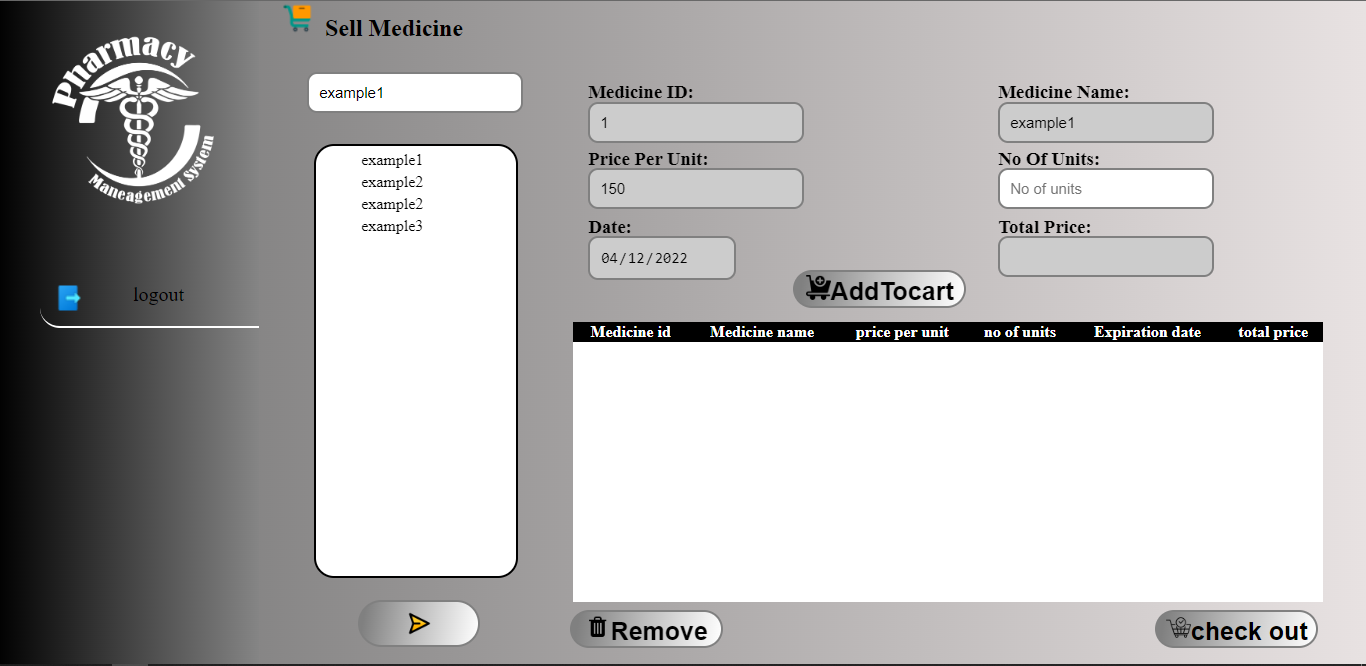 Pharmacy
Maneagement System
logout
Sell Medicine
example1
example1
example2
example2
example3
Medicine ID:
1
Medicine Name:
example1
Price Per Unit:
150
No Of Units:
No of units
Date:
04/12/2022
Total Price:
AddTocart
Medicine id Medicine name price per unit no of units Expiration date total price
Remove
check out